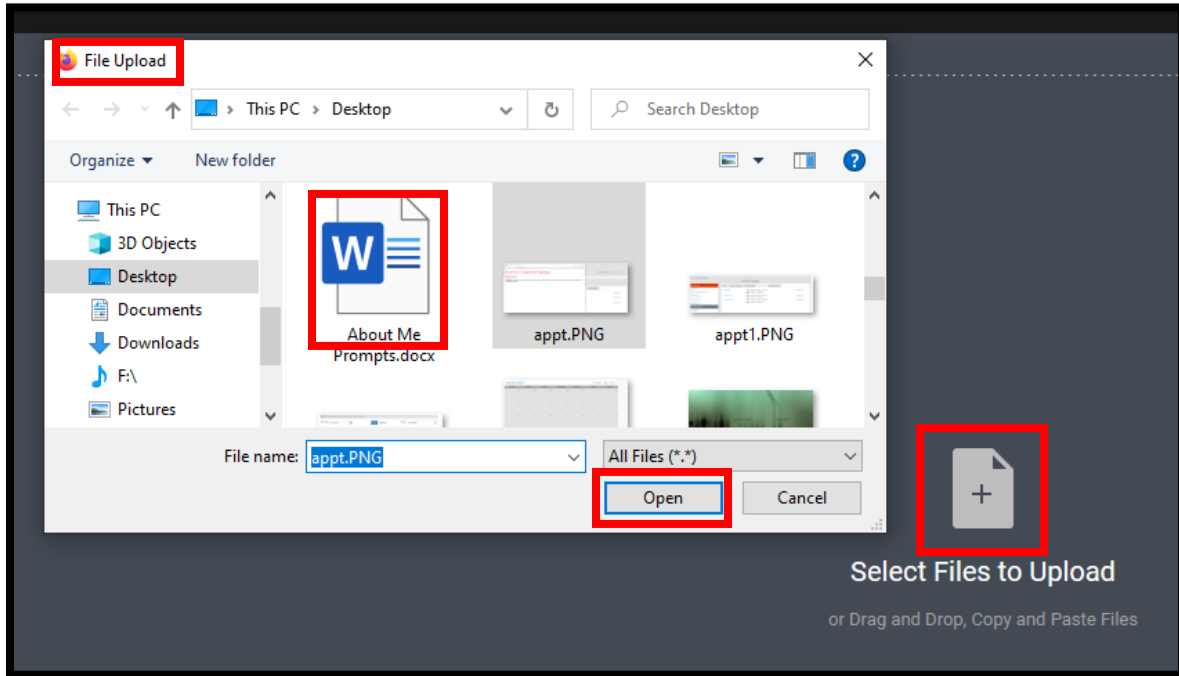 File Upload
This PC > Desktop
Search Desktop
Organize
New folder
?
This PC
3D Objects
Desktop
Documents
Downloads
F:\
Pictures
W
About Me
Prompts.docx
appt.PNG
appt1.PNG
File name:
appt.PNG
All Files (*.*)
Open
Cancel
Select Files to Upload
or Drag and Drop, Copy and Paste Files